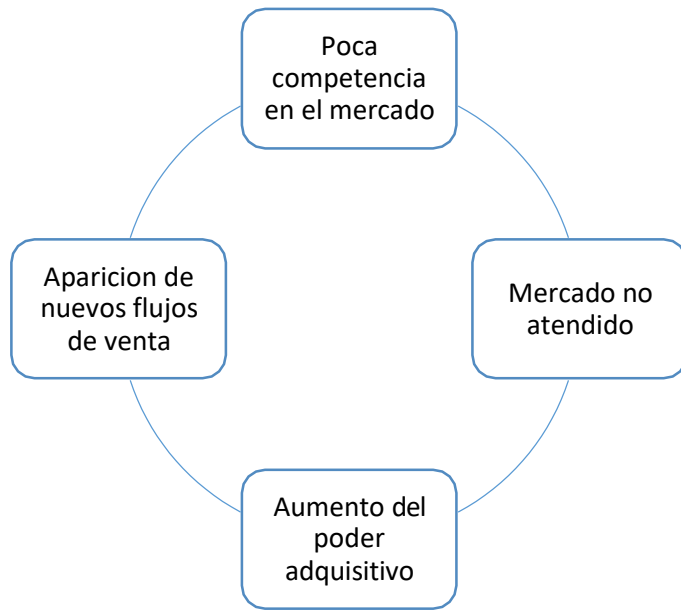 Poca
competencia
en el mercado
Mercado no
atendido
Aumento del
poder
adquisitivo
Aparicion de
nuevos flujos
de venta